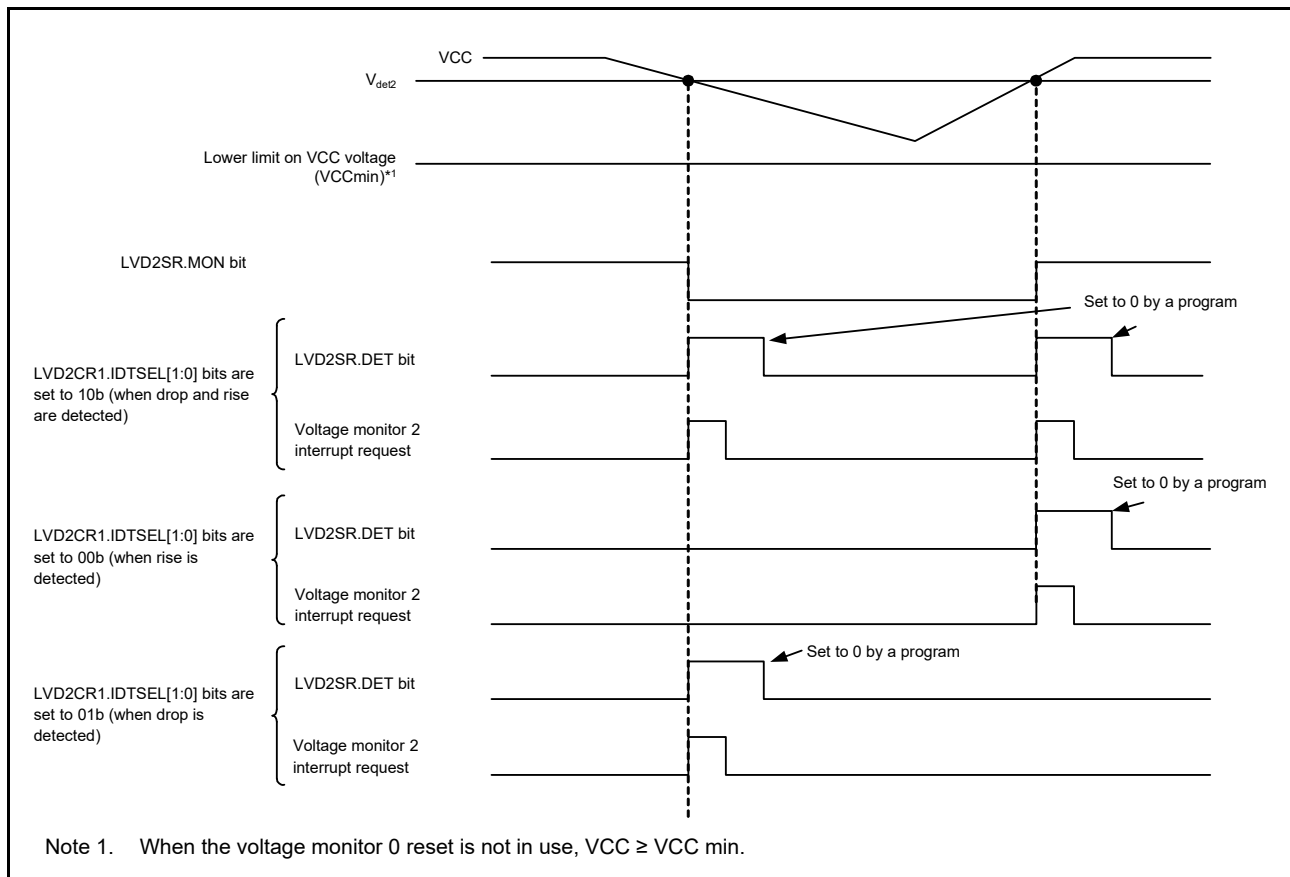 VCC
Vdet2
Lower limit on VCC voltage
(VCCmin)*1
LVD2SR.MON bit
Set to 0 by a program
LVD2CR1.IDTSEL[1:0] bits are
set to 10b (when drop and rise
are detected)
LVD2SR.DET bit
Voltage monitor 2
interrupt request
Set to 0 by a program
LVD2CR1.IDTSEL[1:0] bits are
set to 00b (when rise is
detected)
LVD2SR.DET bit
Voltage monitor 2
interrupt request
Set to 0 by a program
LVD2CR1.IDTSEL[1:0] bits are
set to 01b (when drop is
detected)
LVD2SR.DET bit
Voltage monitor 2
interrupt request
Note 1. When the voltage monitor 0 reset is not in use, VCC ≥ VCC min.